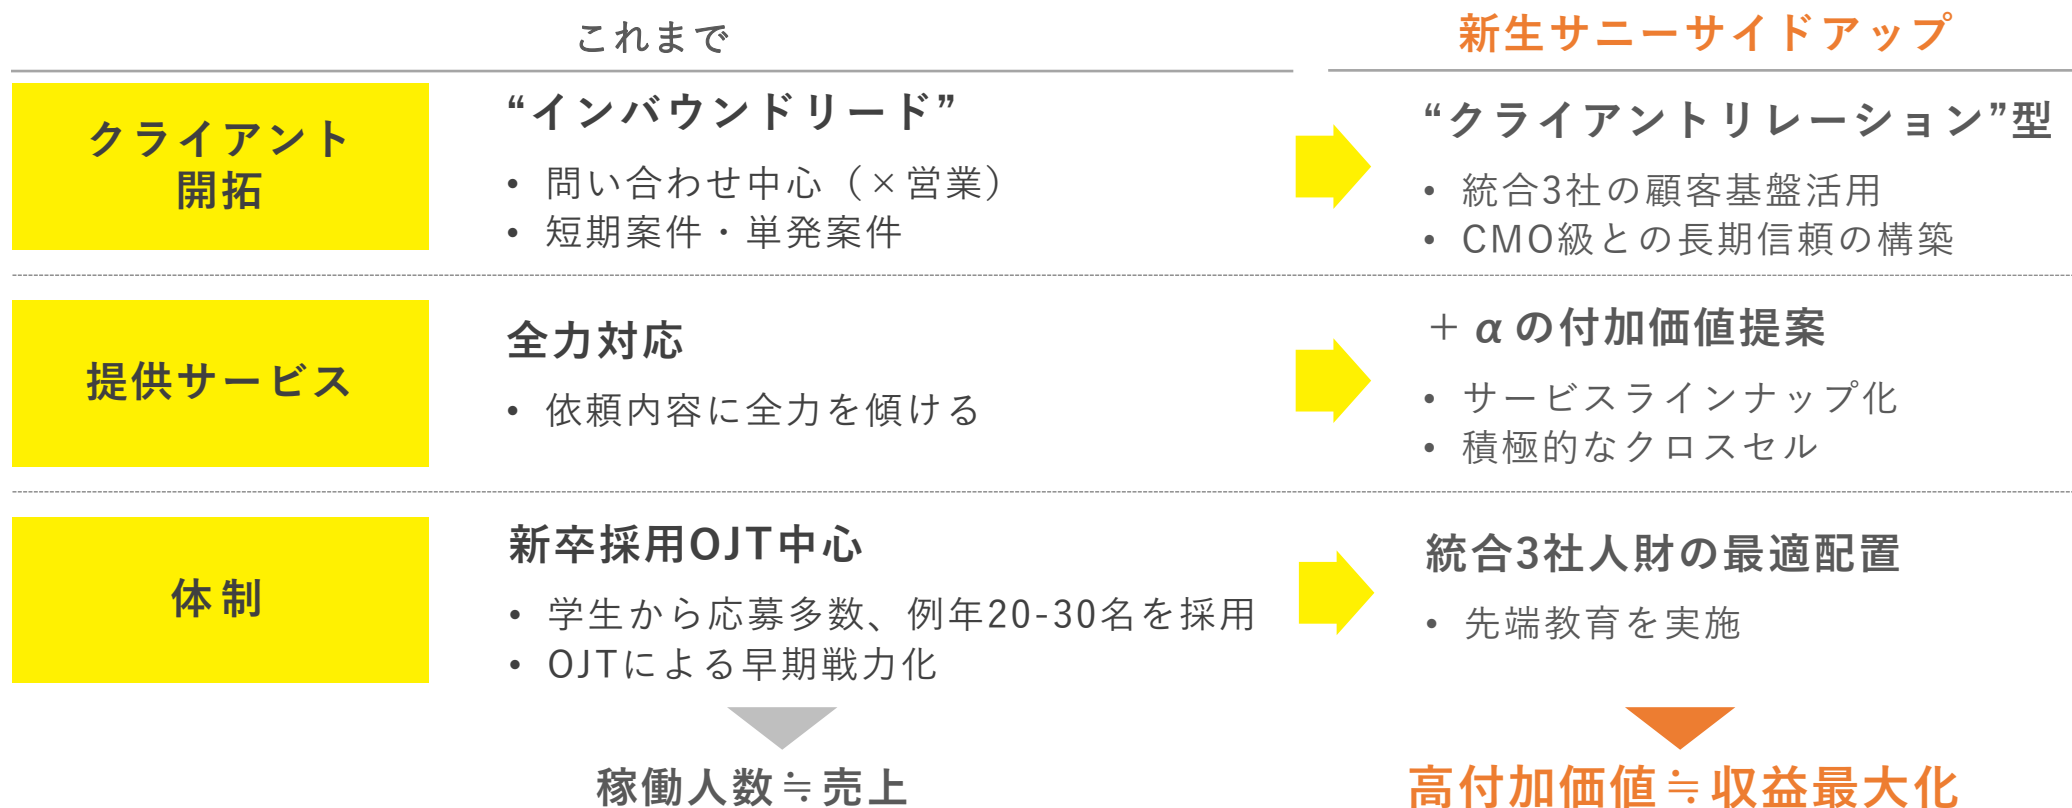 これまで
新生サニーサイドアップ
クライアント
開拓
“インバウンドリード”
• 問い合わせ中心（×営業）
• 短期案件・単発案件
“クライアントリレーション”型
• 統合3社の顧客基盤活用
• CMO級との長期信頼の構築
提供サービス
全力対応
• 依頼内容に全力を傾ける
＋αの付加価値提案
• サービスラインナップ化
• 積極的なクロスセル
体制
新卒採用OJT中心
• 学生から応募多数、例年20-30名を採用
• OJTによる早期戦力化
統合3社人財の最適配置
• 先端教育を実施
稼働人数≒売上
高付加価値≒収益最大化